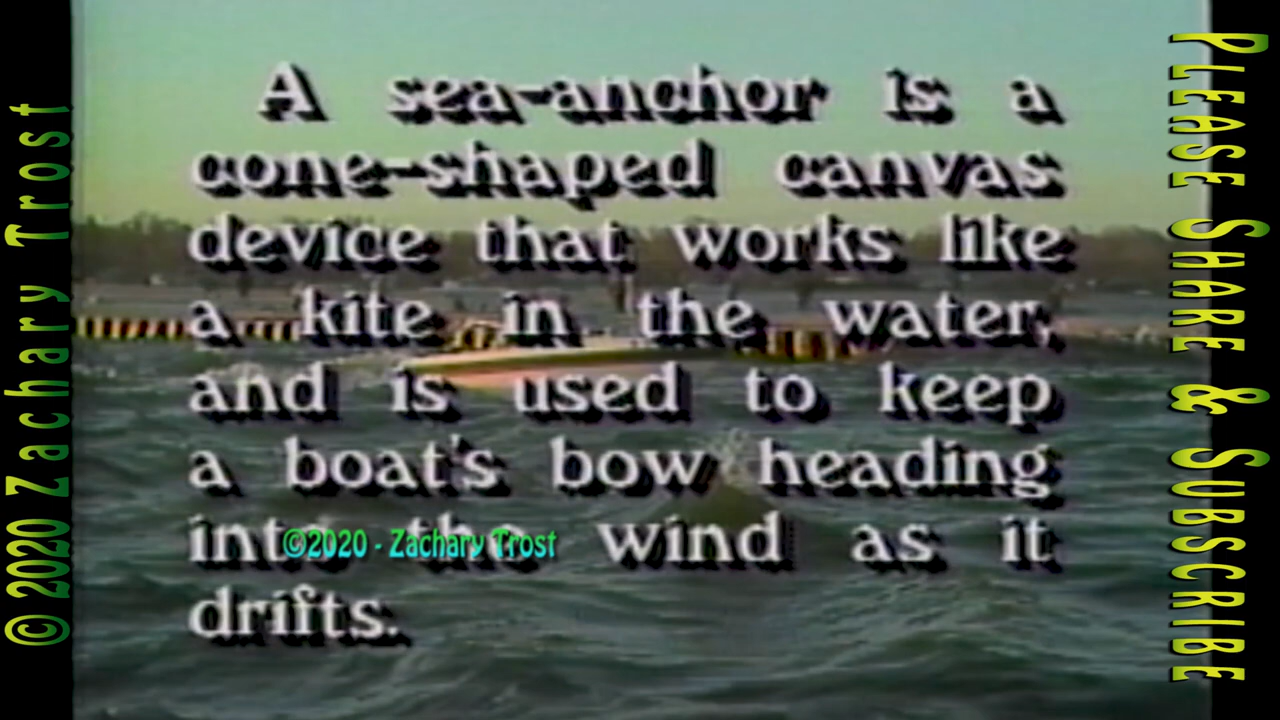 A sea-anchor is a
cone-shaped canvas
device that works like
a kite in the water,
and is used to keep
a boat's bow heading
into the wind as it
drifts.
©2020 - Zachary Trost
© 2020 Zachary Trost
PLEASE SHARE & SUBSCRIBE